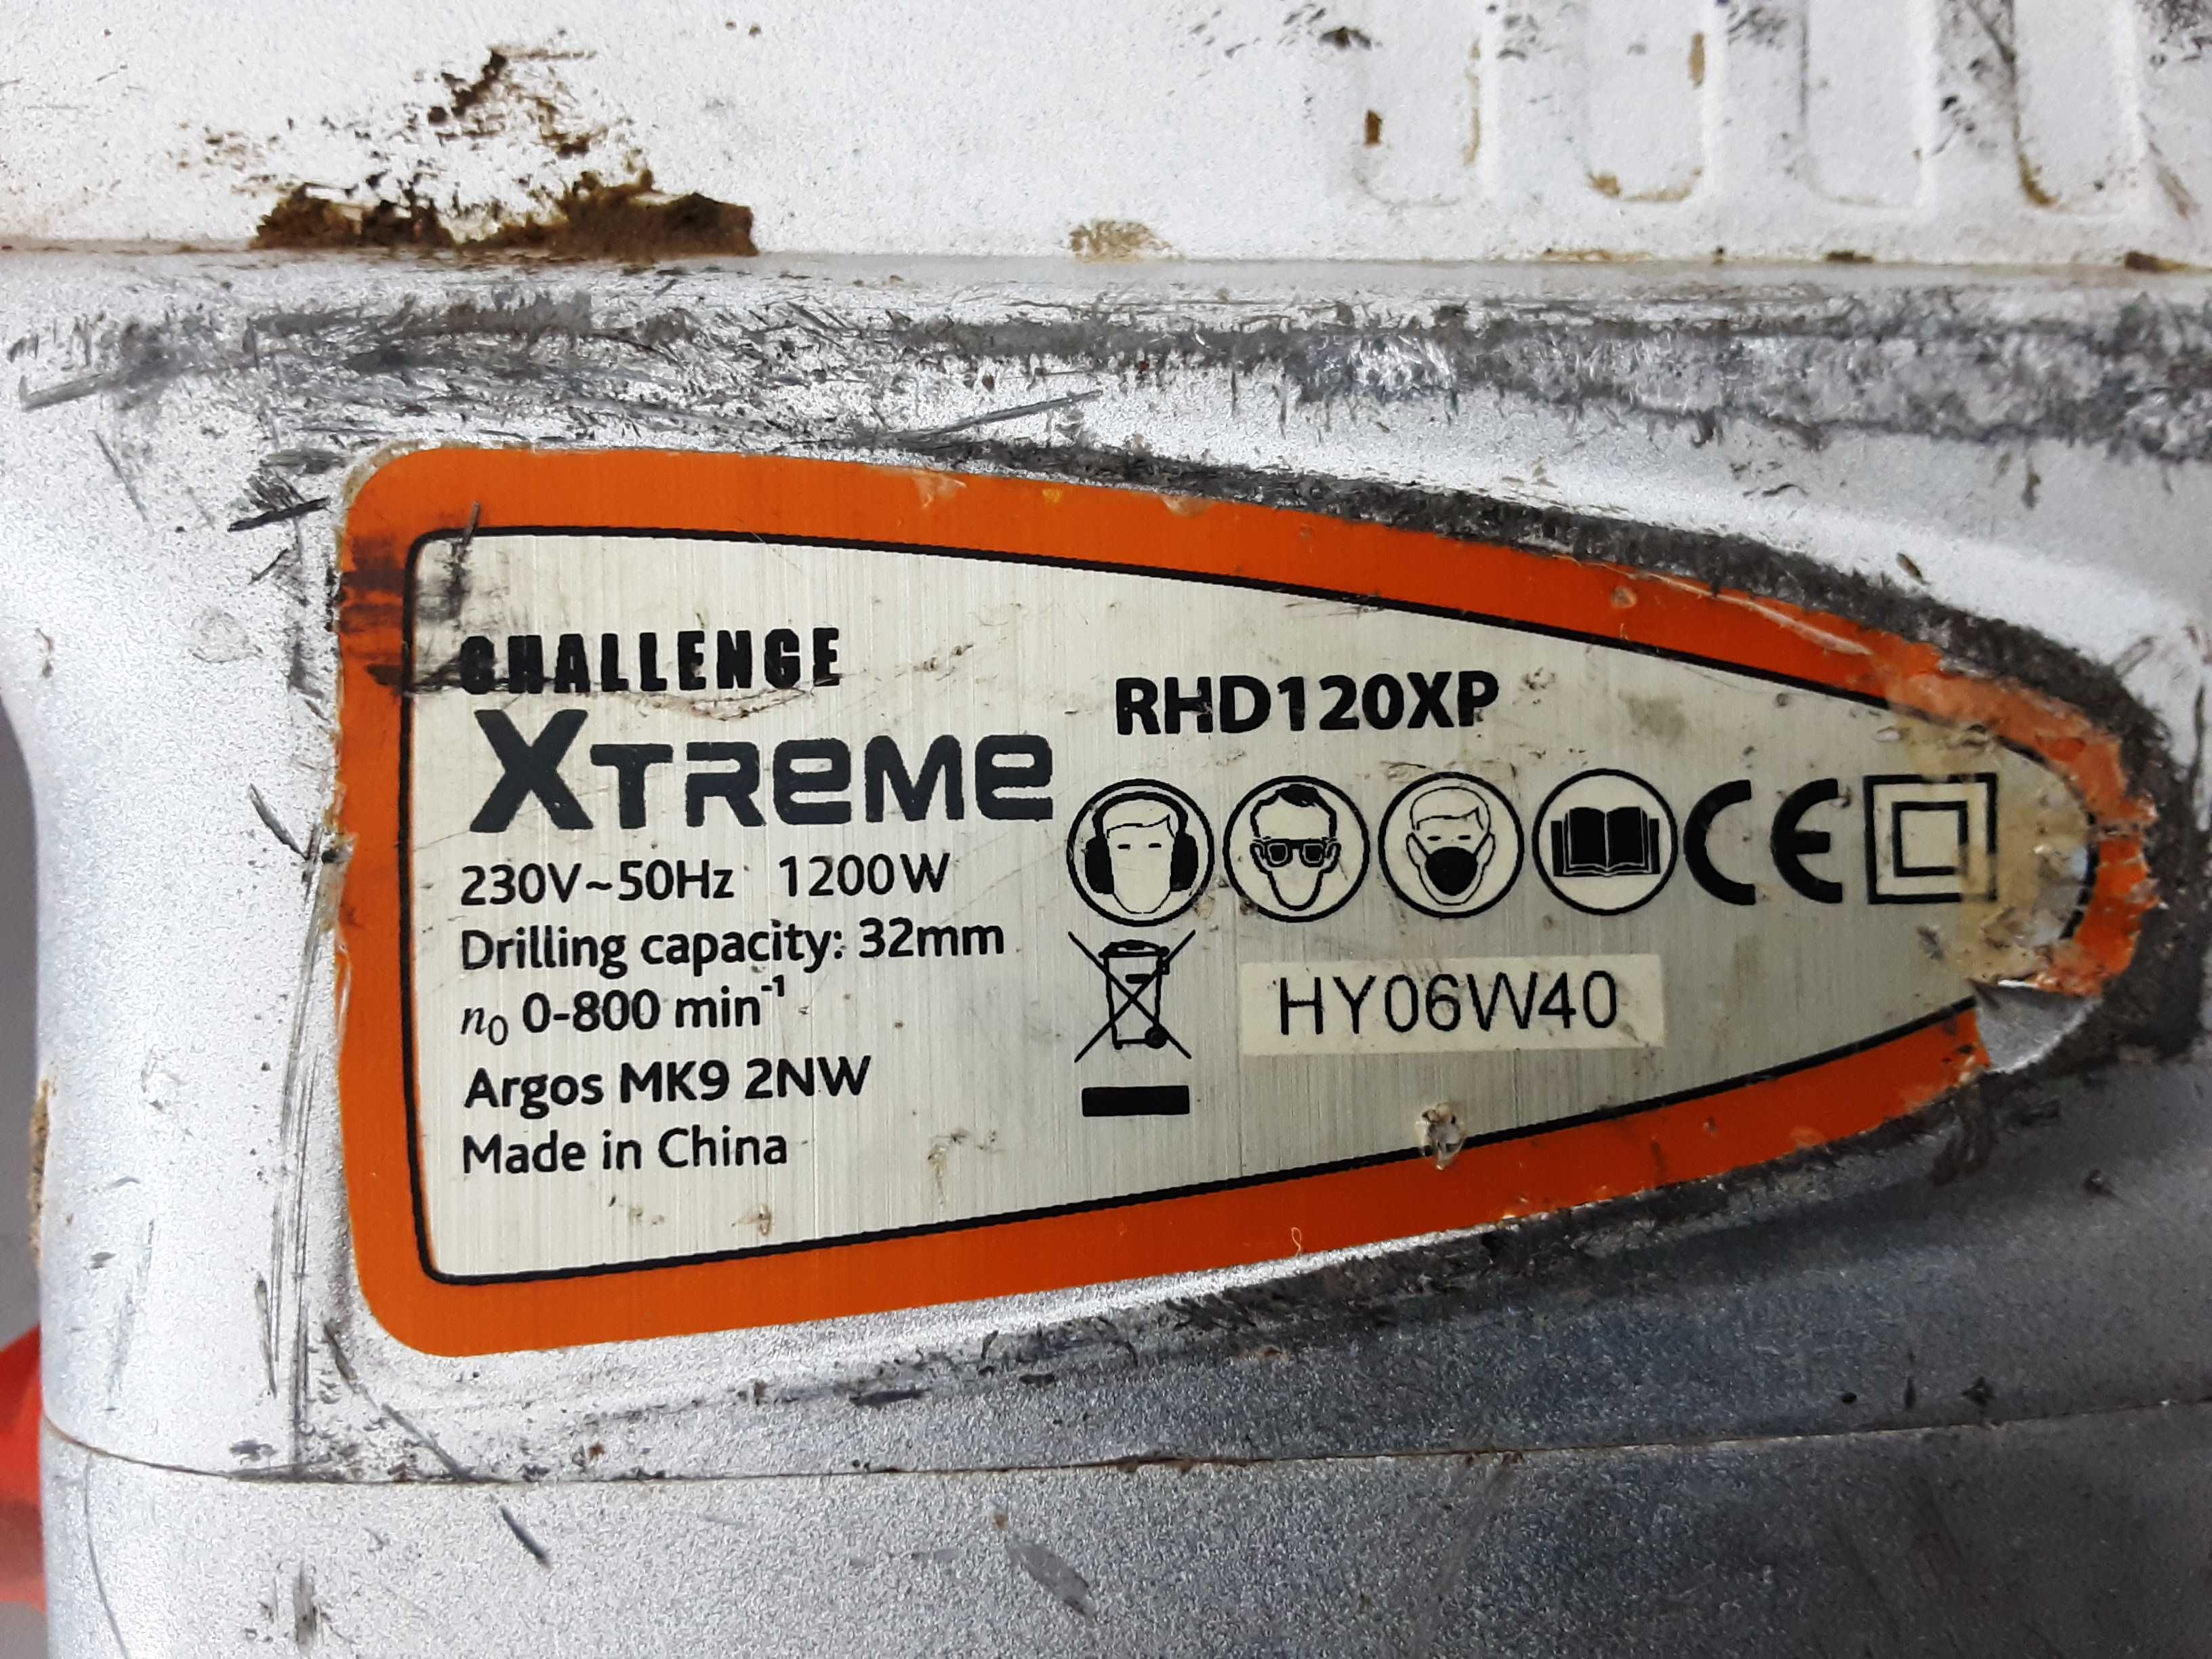 CHALLENGE
XTREME
RHD120XP
230V~50Hz 1200W
Drilling capacity: 32mm
n₀ 0-800 min⁻¹
Argos MK9 2NW
Made in China
CE
HY06W40